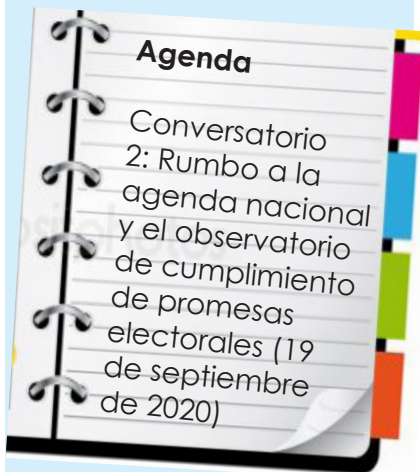 Agenda
Conversatorio
2: Rumbo a la
agenda nacional
y el observatorio
de cumplimiento
de promesas
electorales (19
de septiembre
de 2020)